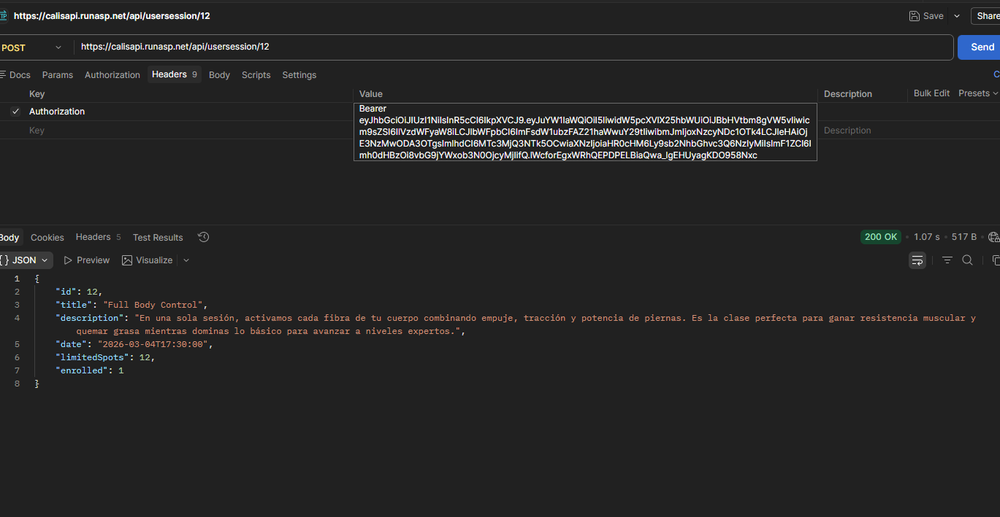 https://calisapi.runasp.net/api/usersession/12
Save
Share
POST
https://calisapi.runasp.net/api/usersession/12
Send
Docs Params Authorization Headers 9 Body Scripts Settings
Key Value Description Bulk Edit Presets
Authorization
Bearer
Key Description
Body Cookies Headers 5 Test Results
200 OK • 1.07 s • 517 B
{} JSON Preview Visualize
1 {
2 "id": 12,
3 "title": "Full Body Control",
4 "description": "En una sola sesión, activamos cada fibra de tu cuerpo combinando empuje, tracción y potencia de piernas. Es la clase perfecta para ganar resistencia muscular y
quemar grasa mientras dominas lo básico para avanzar a niveles expertos.",
5 "date": "2026-03-04T17:30:00",
6 "limitedSpots": 12,
7 "enrolled": 1
8 }